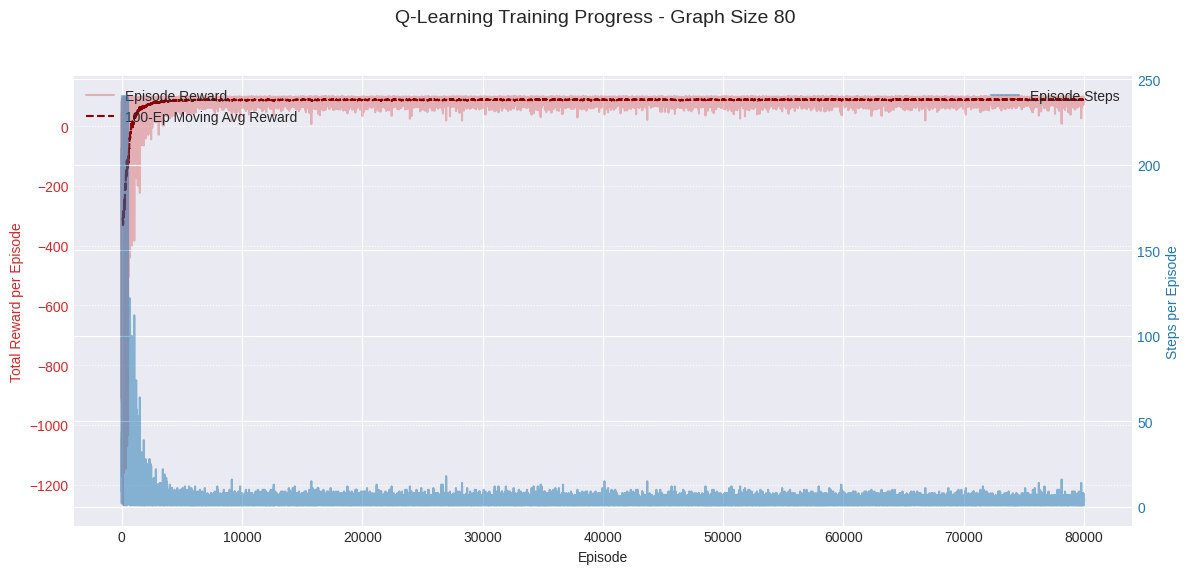 Q-Learning Training Progress - Graph Size 80
Episode Reward
100-Ep Moving Avg Reward
Episode Steps
Total Reward per Episode
0
−200
−400
−600
−800
−1000
−1200
250
200
150
100
50
0
Steps per Episode
0 10000 20000 30000 40000 50000 60000 70000 80000
Episode